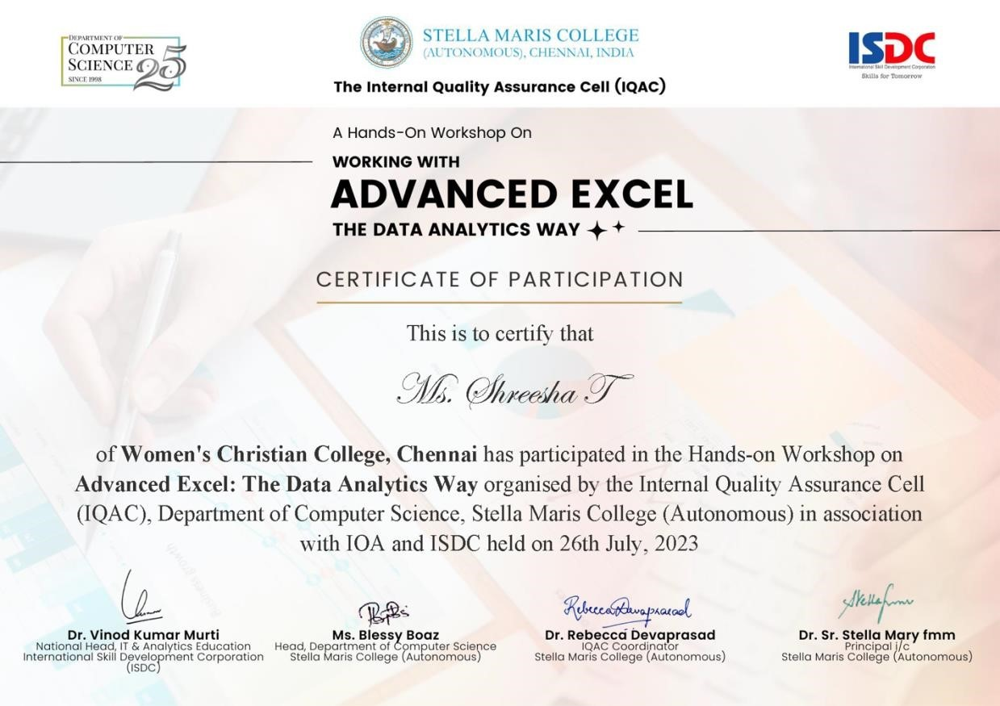 DEPARTMENT OF
COMPUTER
SCIENCE 25
SINCE 1998
STELLA MARIS COLLEGE
(AUTONOMOUS), CHENNAI, INDIA
The Internal Quality Assurance Cell (IQAC)
ISDC
International Skill Development Corporation
Skills for Tomorrow
A Hands-On Workshop On
WORKING WITH
ADVANCED EXCEL
THE DATA ANALYTICS WAY
CERTIFICATE OF PARTICIPATION
This is to certify that
Ms. Shreesha T
of Women's Christian College, Chennai has participated in the Hands-on Workshop on
Advanced Excel: The Data Analytics Way organised by the Internal Quality Assurance Cell
(IQAC), Department of Computer Science, Stella Maris College (Autonomous) in association
with IOA and ISDC held on 26th July, 2023
Business growth
Rebecca Devaprasad
Dr. Vinod Kumar Murti
National Head, IT & Analytics Education
International Skill Development Corporation
(ISDC)
Ms. Blessy Boaz
Head, Department of Computer Science
Stella Maris College (Autonomous)
Dr. Rebecca Devaprasad
IQAC Coordinator
Stella Maris College (Autonomous)
Dr. Sr. Stella Mary fmm
Principal i/c
Stella Maris College (Autonomous)